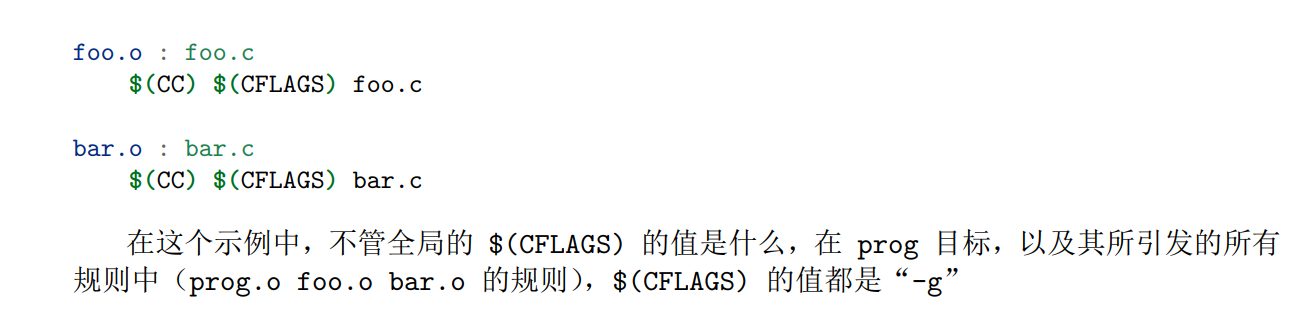 foo.o : foo.c
    $(CC) $(CFLAGS) foo.c
bar.o : bar.c
    $(CC) $(CFLAGS) bar.c
在这个示例中，不管全局的 $(CFLAGS) 的值是什么，在 prog 目标，以及其所引发的所有
规则中（prog.o foo.o bar.o 的规则），$(CFLAGS) 的值都是“-g”